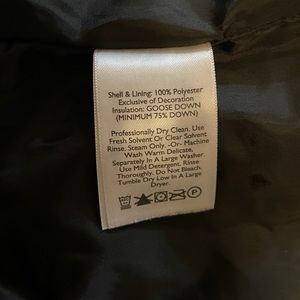 Shell & Lining: 100% Polyester
Exclusive of Decoration
Insulation: GOOSE DOWN
(MINIMUM 75% DOWN)
Professionally Dry Clean. Use
Fresh Solvent Or Clear Solvent
Rinse. Steam Only. -Or- Machine
Wash Warm Delicate,
Separately In A Large Washer.
Use Mild Detergent. Rinse
Thoroughly. Do Not Bleach.
Tumble Dry Low In A Large
Dryer.
P